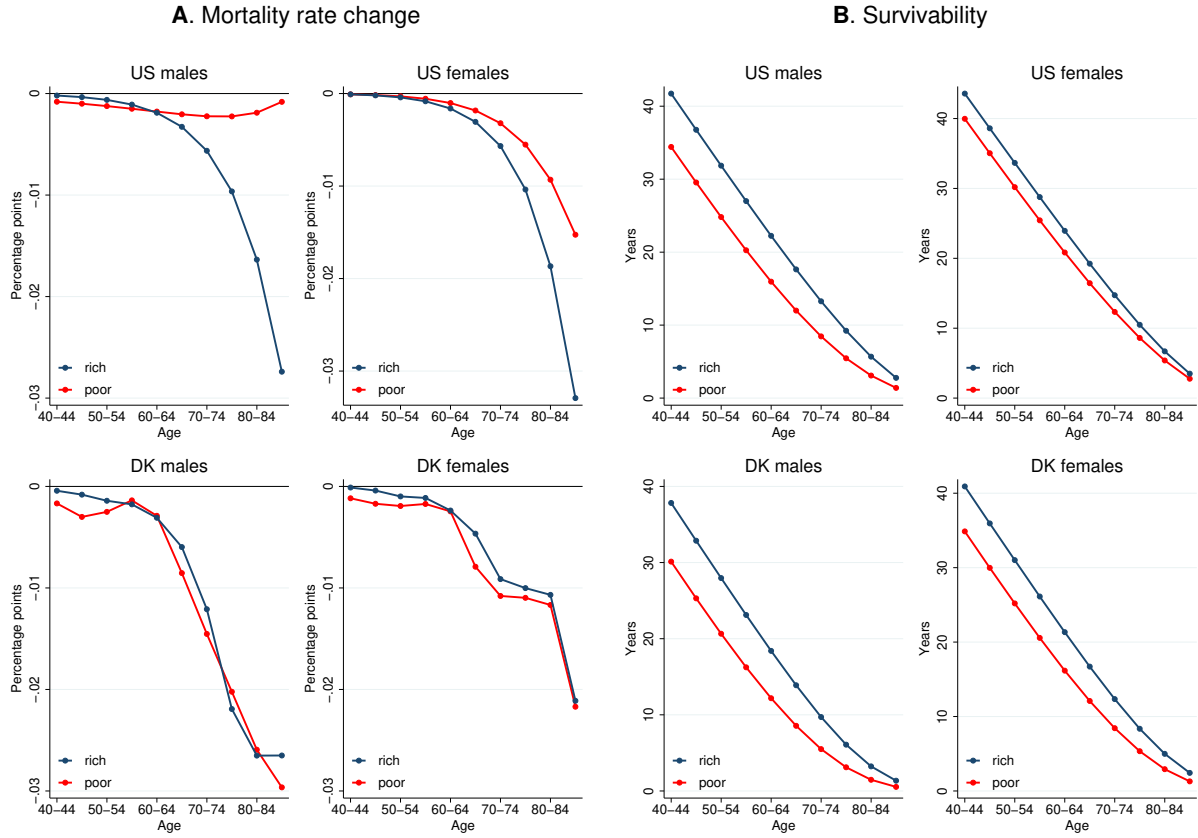 A. Mortality rate change
US males
0
−.01
−.02
−.03
Percentage points
rich
poor
40−44 50−54 60−64 70−74 80−84
Age
US females
0
−.01
−.02
−.03
Percentage points
rich
poor
40−44 50−54 60−64 70−74 80−84
Age
DK males
0
−.01
−.02
−.03
Percentage points
rich
poor
40−44 50−54 60−64 70−74 80−84
Age
DK females
0
−.01
−.02
−.03
Percentage points
rich
poor
40−44 50−54 60−64 70−74 80−84
Age
B. Survivability
US males
40
30
20
10
0
Years
rich
poor
40−44 50−54 60−64 70−74 80−84
Age
US females
40
30
20
10
0
Years
rich
poor
40−44 50−54 60−64 70−74 80−84
Age
DK males
40
30
20
10
0
Years
rich
poor
40−44 50−54 60−64 70−74 80−84
Age
DK females
40
30
20
10
0
Years
rich
poor
40−44 50−54 60−64 70−74 80−84
Age